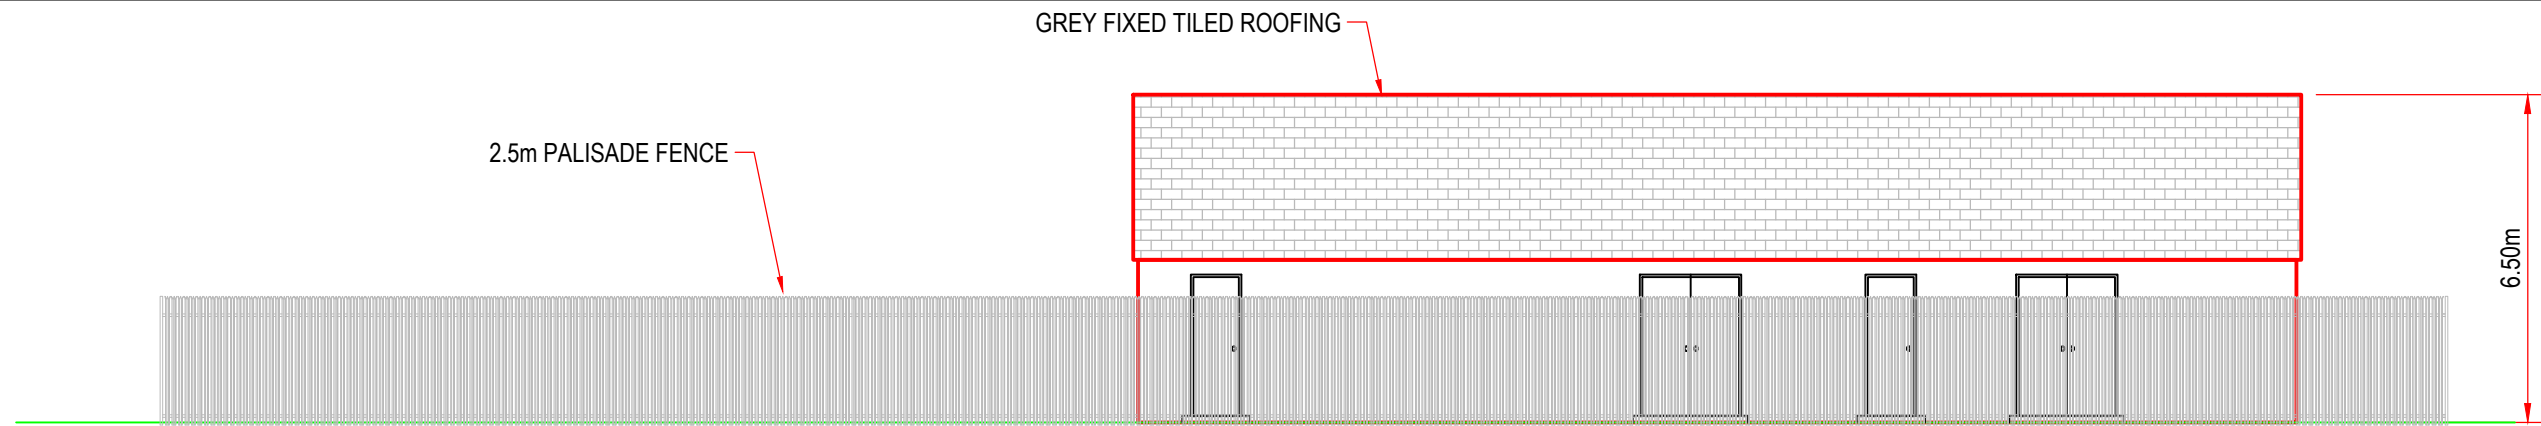 GREY FIXED TILED ROOFING
2.5m PALISADE FENCE
6.50m